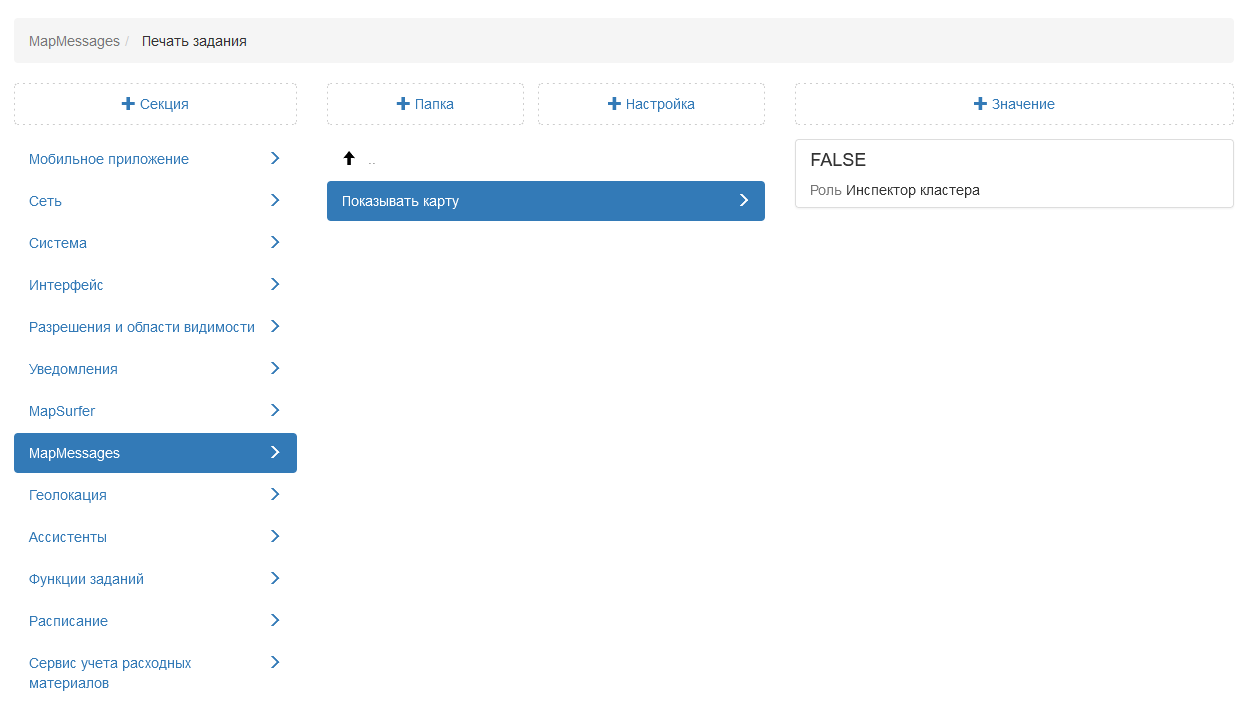 MapMessages / Печать задания
Секция
Папка
Настройка
Значение
Мобильное приложение
Сеть
Система
Интерфейс
Разрешения и области видимости
Уведомления
MapSurfer
MapMessages
Геолокация
Ассистенты
Функции заданий
Расписание
Сервис учета расходных
материалов
..
Показывать карту
FALSE
Роль Инспектор кластера